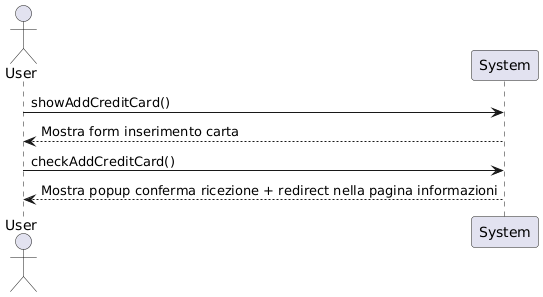 User
System
showAddCreditCard()
Mostra form inserimento carta
checkAddCreditCard()
Mostra popup conferma ricezione + redirect nella pagina informazioni
User
System